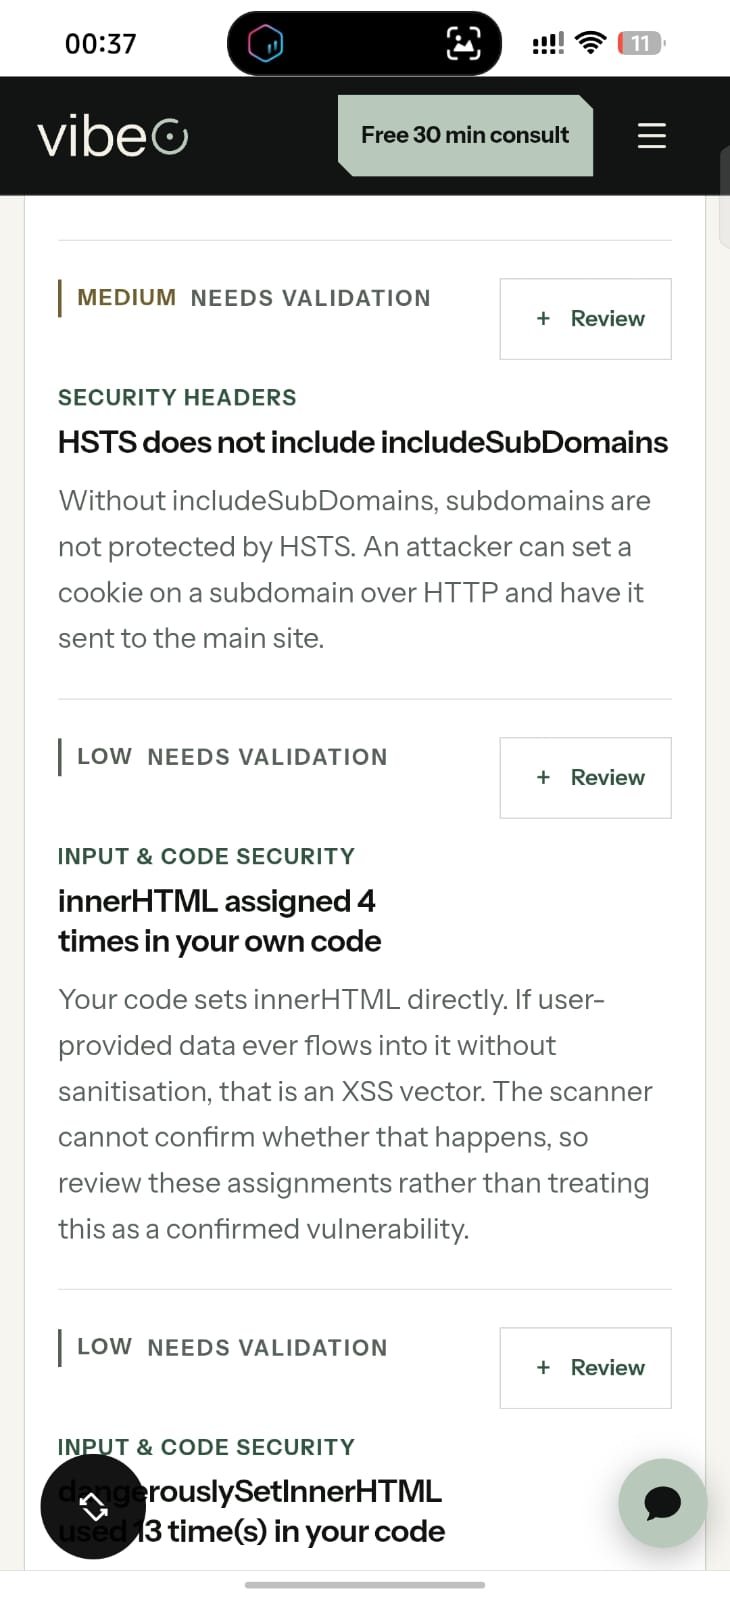 00:37
11
vibe
Free 30 min consult
MEDIUM NEEDS VALIDATION
+ Review
SECURITY HEADERS
HSTS does not include includeSubDomains
Without includeSubDomains, subdomains are
not protected by HSTS. An attacker can set a
cookie on a subdomain over HTTP and have it
sent to the main site.
LOW NEEDS VALIDATION
+ Review
INPUT & CODE SECURITY
innerHTML assigned 4
times in your own code
Your code sets innerHTML directly. If user-
provided data ever flows into it without
sanitisation, that is an XSS vector. The scanner
cannot confirm whether that happens, so
review these assignments rather than treating
this as a confirmed vulnerability.
LOW NEEDS VALIDATION
+ Review
INPUT & CODE SECURITY
dangerouslySetInnerHTML
used 13 time(s) in your code